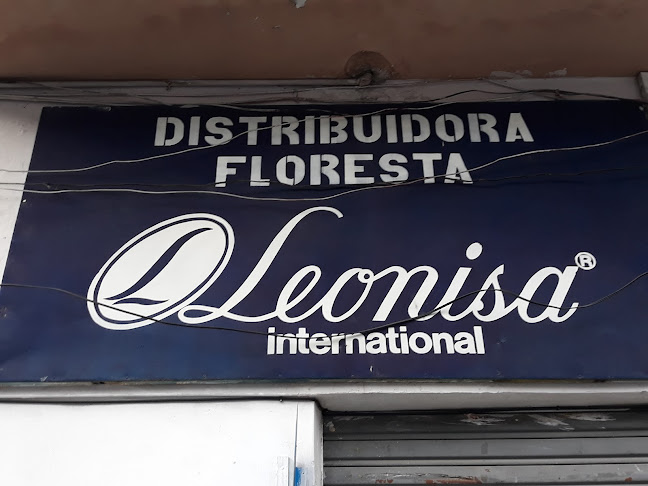 DISTRIBUIDORA
FLORESTA
L Leonisa®
international